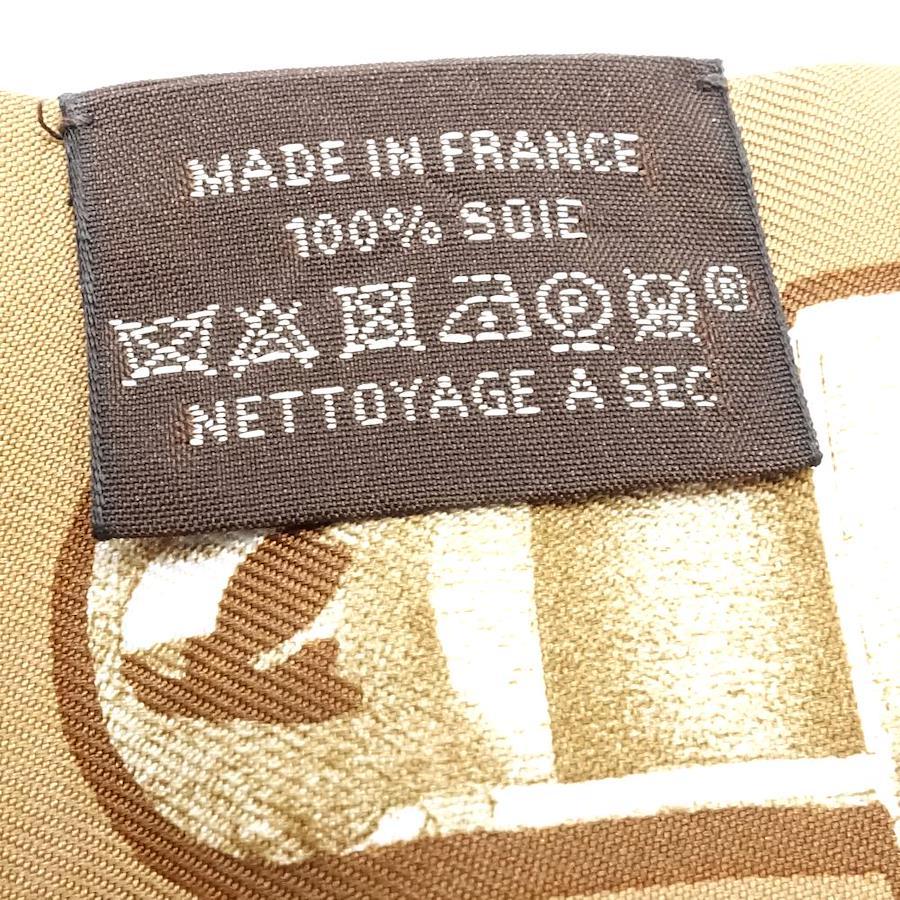 MADE IN FRANCE
100% SOIE
P W ®
NETTOYAGE A SEC